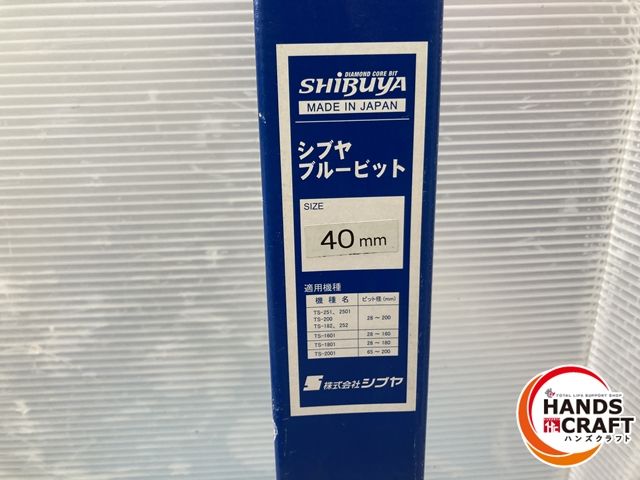 DIAMOND CORE BIT
SHIBUYA
MADE IN JAPAN
シブヤ
ブルービット
SIZE
40mm
適用機種
機種名 ビット径(mm)
TS-251、2501
TS-200 28～200
TS-182、252
TS-1601 28～160
TS-1801 28～180
TS-2001 65～200
株式会社シブヤ
TOTAL LIFE SUPPORT SHOP
HANDS
CRAFT
ハンズクラフト